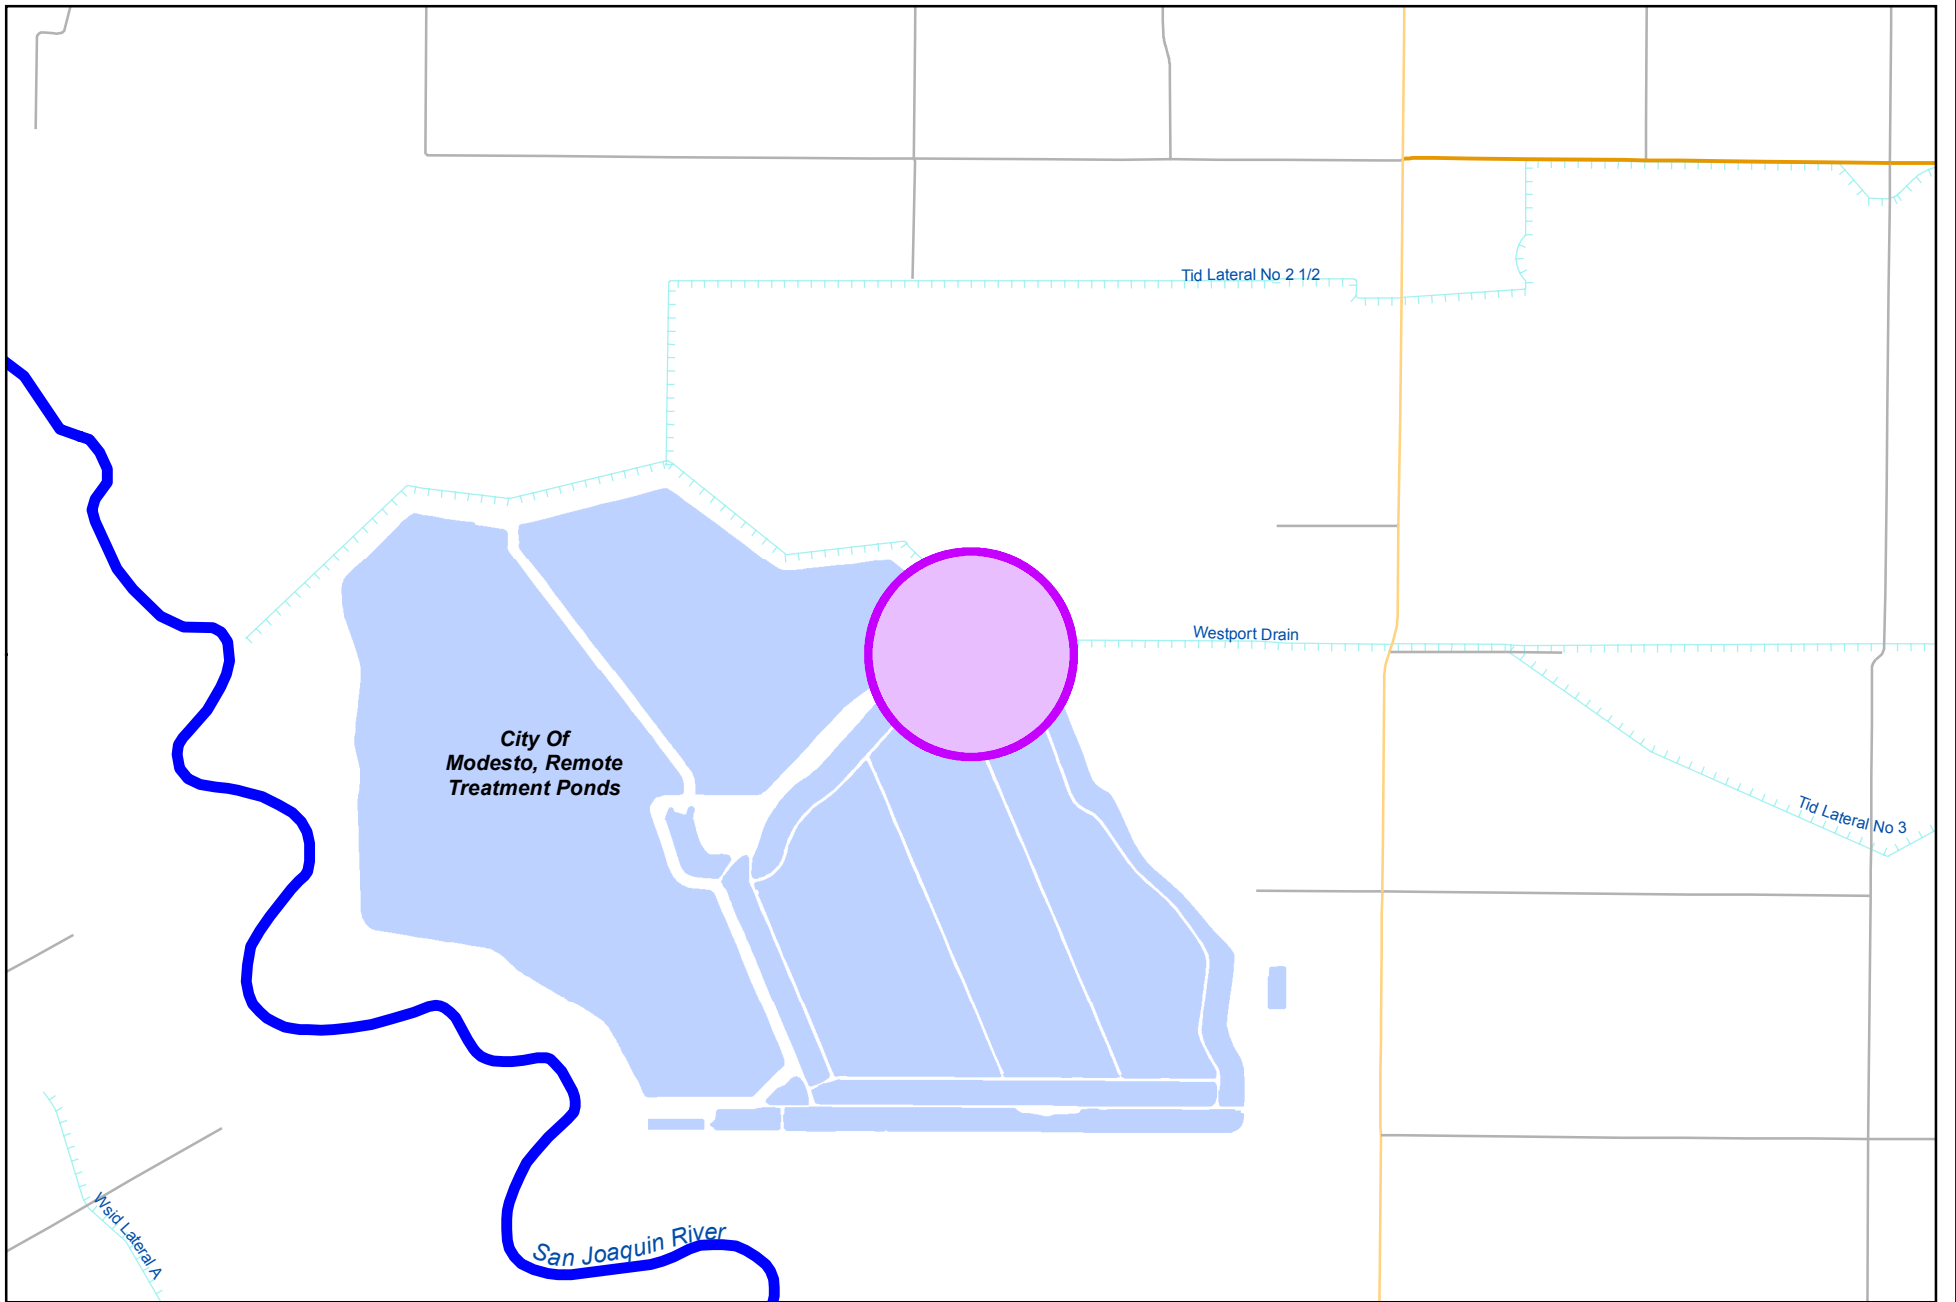 Tid Lateral No 2 1/2
Westport Drain
City Of
Modesto, Remote
Treatment Ponds
Tid Lateral No 3
Wsid Lateral A
San Joaquin River